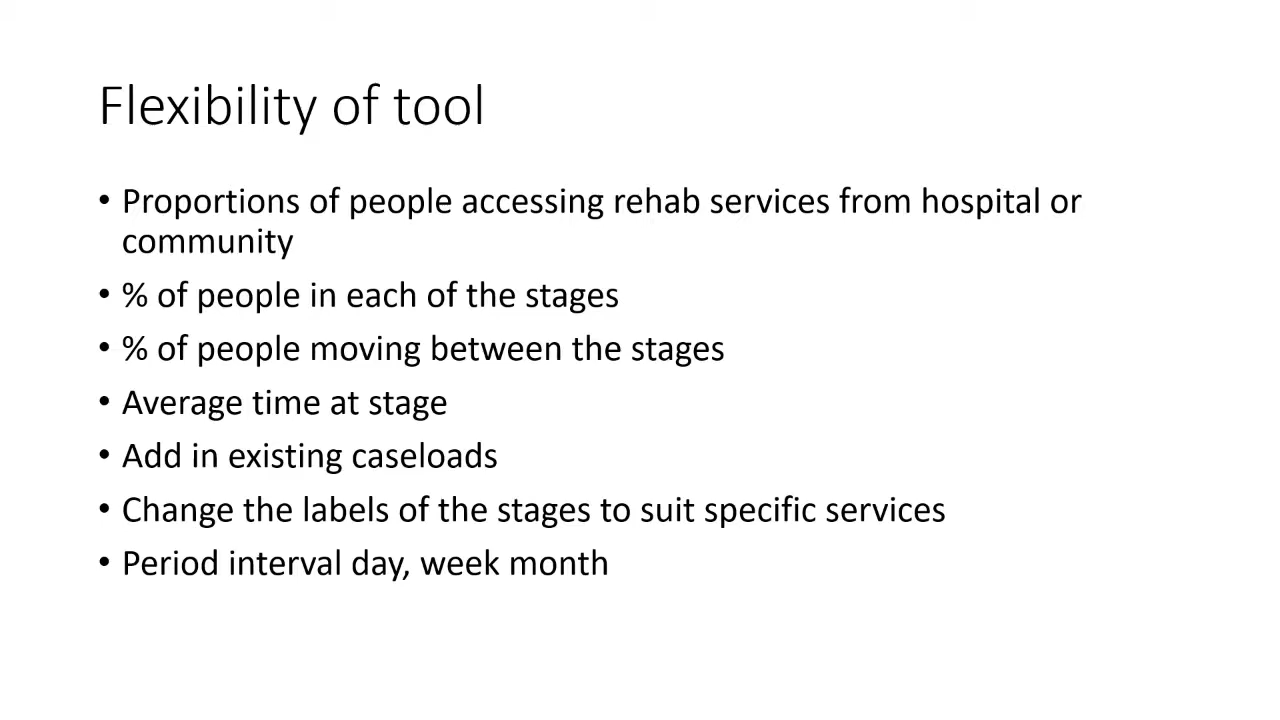 Flexibility of tool
• Proportions of people accessing rehab services from hospital or
community
• % of people in each of the stages
• % of people moving between the stages
• Average time at stage
• Add in existing caseloads
• Change the labels of the stages to suit specific services
• Period interval day, week month